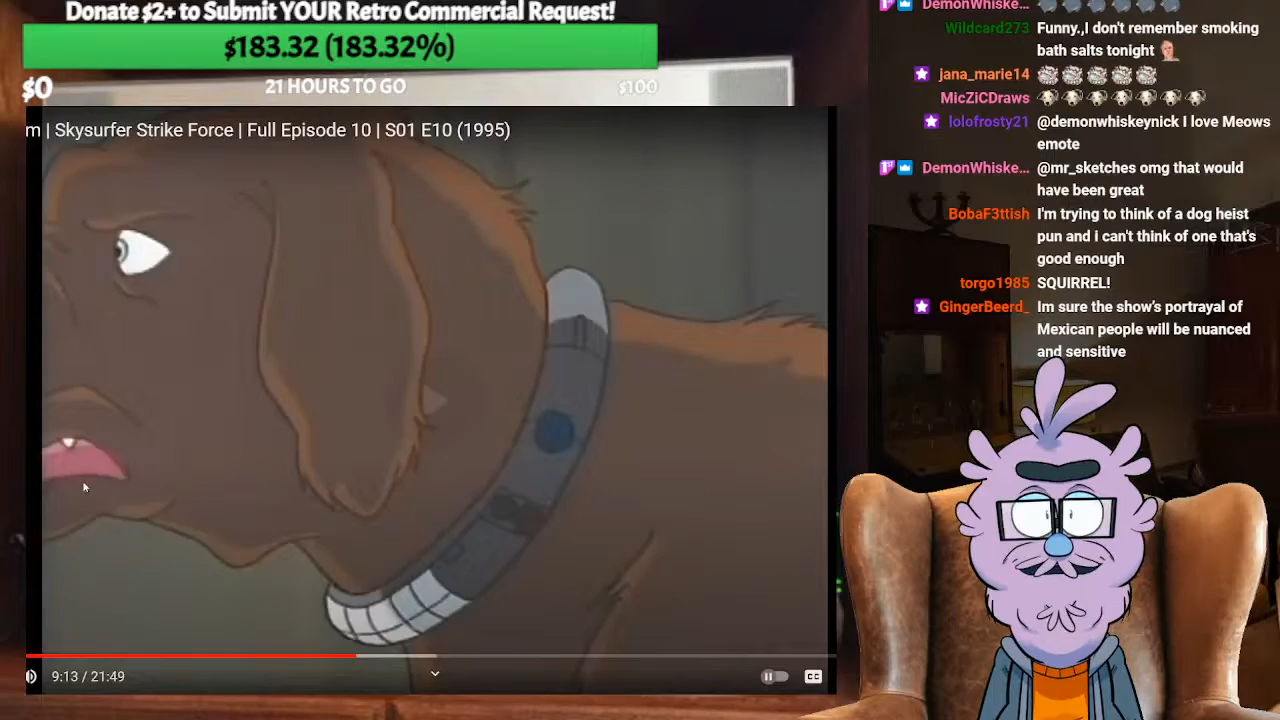 Donate $2+ to Submit YOUR Retro Commercial Request!
$183.32 (183.32%)
$0
21 HOURS TO GO
$100
m | Skysurfer Strike Force | Full Episode 10 | S01 E10 (1995)
9:13 / 21:49
CC
DemonWhiske...
Wildcard273 Funny.,I don't remember smoking
bath salts tonight
jana_marie14
MicZiCDraws
lolofrosty21 @demonwhiskeynick I love Meows
emote
DemonWhiske... @mr_sketches omg that would
have been great
BobaF3ttish I'm trying to think of a dog heist
pun and i can't think of one that's
good enough
torgo1985 SQUIRREL!
GingerBeerd_ Im sure the show's portrayal of
Mexican people will be nuanced
and sensitive